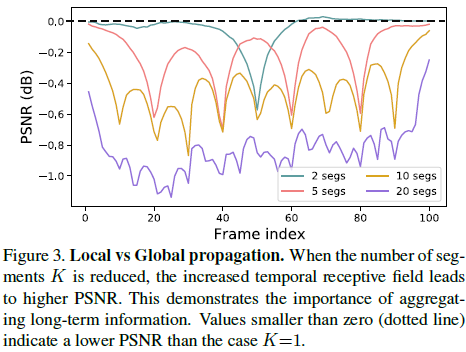 0.0
−0.2
−0.4
−0.6
−0.8
−1.0
PSNR (dB)
2 segs
5 segs
10 segs
20 segs
0 20 40 60 80 100
Frame index
Figure 3. Local vs Global propagation. When the number of seg-
ments K is reduced, the increased temporal receptive field leads
to higher PSNR. This demonstrates the importance of aggregat-
ing long-term information. Values smaller than zero (dotted line)
indicate a lower PSNR than the case K=1.